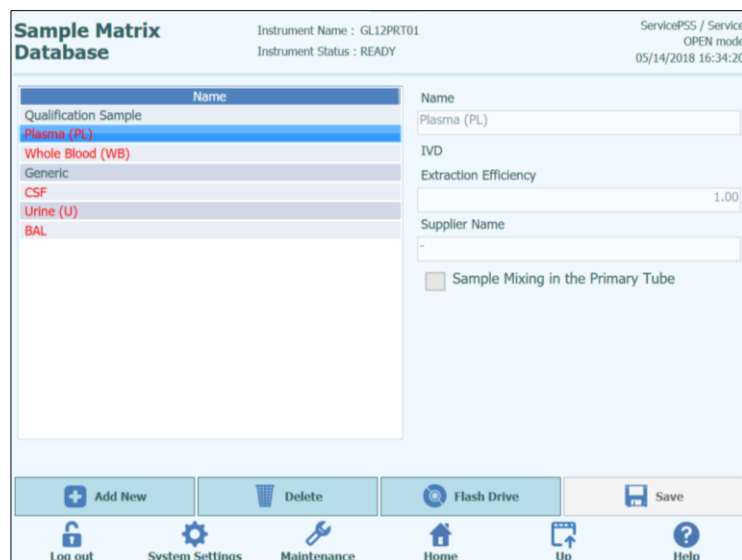 Sample Matrix
Database
Instrument Name : GL12PRT01
Instrument Status : READY
ServicePSS / Service
OPEN mode
05/14/2018 16:34:20
Name
Qualification Sample
Plasma (PL)
Whole Blood (WB)
Generic
CSF
Urine (U)
BAL
Name
Plasma (PL)
IVD
Extraction Efficiency
1.00
Supplier Name
-
Sample Mixing in the Primary Tube
Add New
Delete
Flash Drive
Save
Log out
System Settings
Maintenance
Home
Up
Help